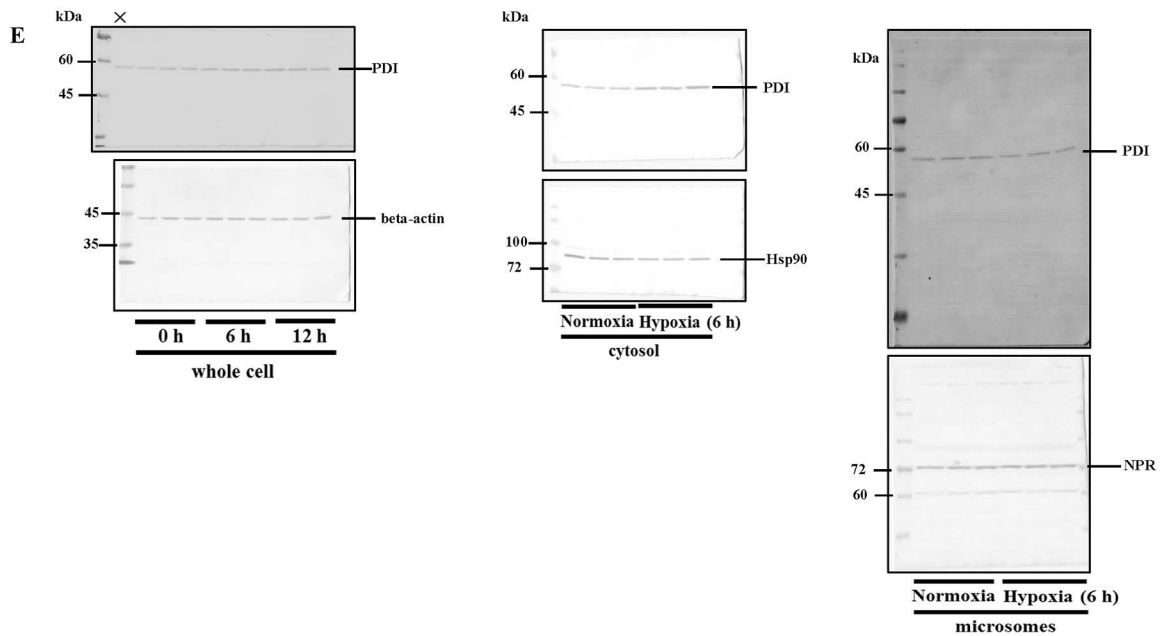 E
kDa ×
60
45
PDI
45
35
beta-actin
0 h 6 h 12 h
whole cell
kDa
60
45
PDI
100
72
Hsp90
Normoxia Hypoxia (6 h)
cytosol
kDa
60
45
PDI
72
60
NPR
Normoxia Hypoxia (6 h)
microsomes